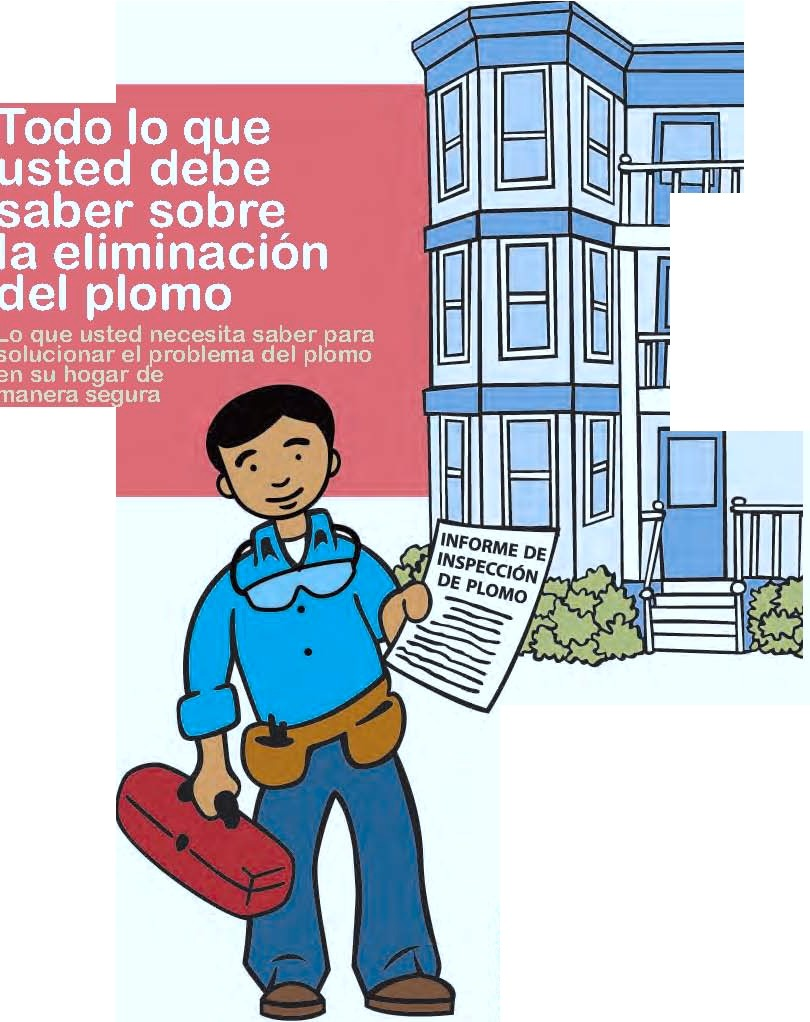 Todo lo que
usted debe
saber sobre
la eliminación
del plomo
Lo que usted necesita saber para
solucionar el problema del plomo
en su hogar de
manera segura
INFORME DE
INSPECCIÓN
DE PLOMO